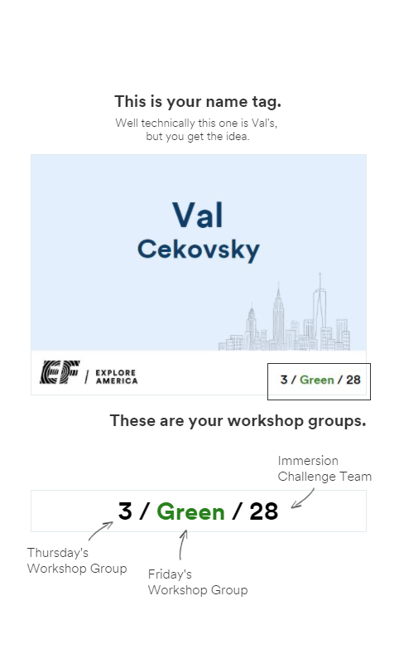 This is your name tag.
Well technically this one is Val's,
but you get the idea.
Val
Cekovsky
EF / EXPLORE
AMERICA
3 / Green / 28
These are your workshop groups.
Immersion
Challenge Team
3 / Green / 28
Thursday's
Workshop Group
Friday's
Workshop Group